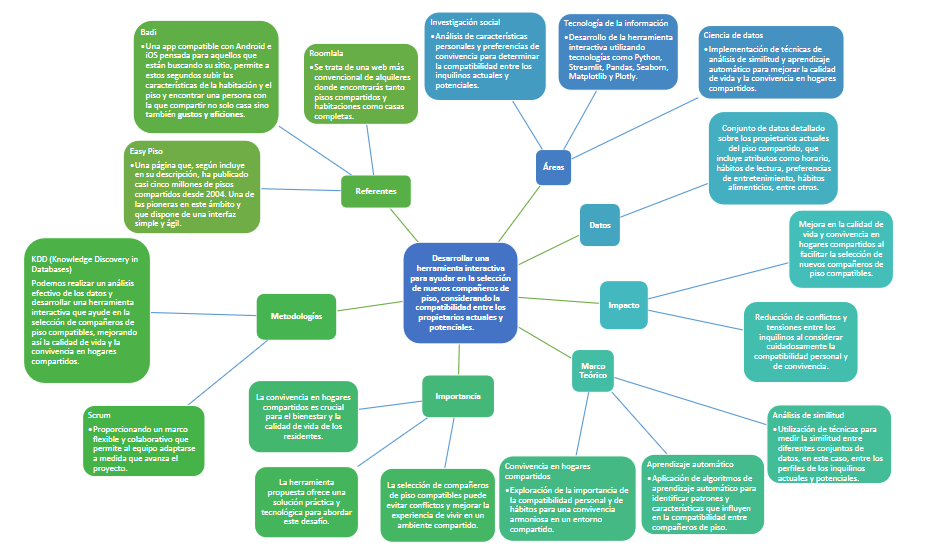 Badi
• Una app compatible con Android e
iOS pensada para aquellos que
están buscando su sitio, permite a
estos segundos subir las
características de la habitación y el
piso y encontrar una persona con
la que compartir no solo casa sino
también gustos y aficiones.
Roomlala
• Se trata de una web más
convencional de alquileres
donde encontrarás tanto
pisos compartidos y
habitaciones como casas
completas.
Easy Piso
• Una página que, según incluye
en su descripción, ha publicado
casi cinco millones de pisos
compartidos desde 2004. Una de
las pioneras en este ámbito y
que dispone de una interfaz
simple y ágil.
Referentes
Investigación social
• Análisis de características
personales y preferencias de
convivencia para determinar
la compatibilidad entre los
inquilinos actuales y
potenciales.
Tecnología de la información
• Desarrollo de la herramienta
interactiva utilizando
tecnologías como Python,
Streamlit, Pandas, Seaborn,
Matplotlib y Plotly.
Ciencia de datos
• Implementación de técnicas de
análisis de similitud y aprendizaje
automático para mejorar la calidad
de vida y la convivencia en hogares
compartidos.
Áreas
Conjunto de datos detallado
sobre los propietarios actuales
del piso compartido, que
incluye atributos como horario,
hábitos de lectura, preferencias
de entretenimiento, hábitos
alimenticios, entre otros.
Datos
Mejora en la calidad de
vida y convivencia en
hogares compartidos al
facilitar la selección de
nuevos compañeros de
piso compatibles.
Impacto
Reducción de conflictos y
tensiones entre los
inquilinos al considerar
cuidadosamente la
compatibilidad personal y
de convivencia.
Desarrollar una
herramienta interactiva
para ayudar en la selección
de nuevos compañeros de
piso, considerando la
compatibilidad entre los
propietarios actuales y
potenciales.
KDD (Knowledge Discovery in
Databases)
Podemos realizar un análisis
efectivo de los datos y
desarrollar una herramienta
interactiva que ayude en la
selección de compañeros de
piso compatibles, mejorando
así la calidad de vida y la
convivencia en hogares
compartidos.
Metodologías
Scrum
• Proporcionando un marco
flexible y colaborativo que
permite al equipo adaptarse
a medida que avanza el
proyecto.
Importancia
La convivencia en hogares
compartidos es crucial
para el bienestar y la
calidad de vida de los
residentes.
La herramienta
propuesta ofrece una
solución práctica y
tecnológica para abordar
este desafío.
La selección de compañeros
de piso compatibles puede
evitar conflictos y mejorar la
experiencia de vivir en un
ambiente compartido.
Marco
Teórico
Convivencia en hogares
compartidos
• Exploración de la importancia de
la compatibilidad personal y de
hábitos para una convivencia
armoniosa en un entorno
compartido.
Aprendizaje automático
• Aplicación de algoritmos de
aprendizaje automático para
identificar patrones y
características que influyen
en la compatibilidad entre
compañeros de piso.
Análisis de similitud
• Utilización de técnicas para
medir la similitud entre
diferentes conjuntos de
datos, en este caso, entre los
perfiles de los inquilinos
actuales y potenciales.